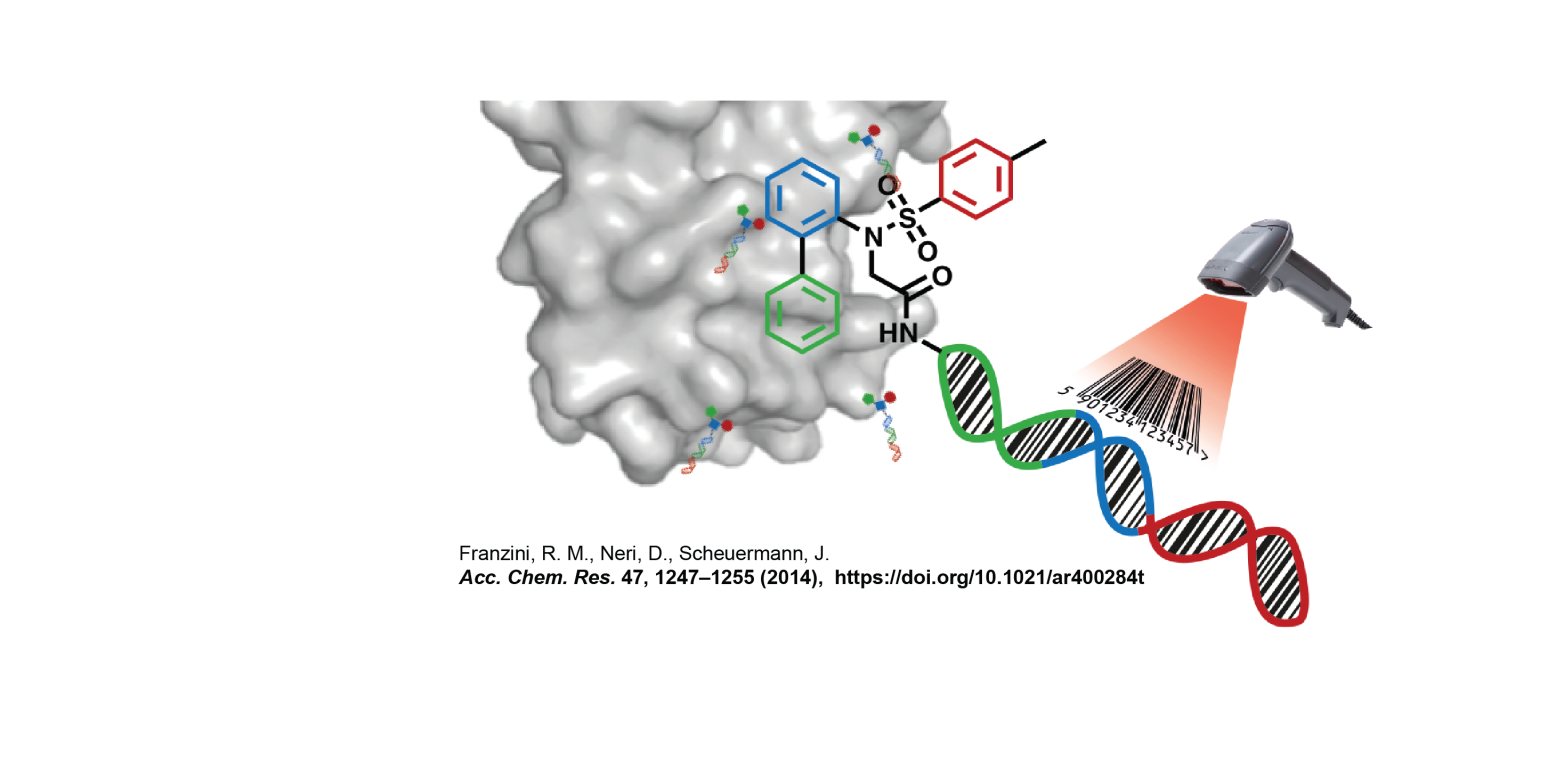 O
S
N
O
O
HN
5 901234 123457 >
Franzini, R. M., Neri, D., Scheuermann, J.
Acc. Chem. Res. 47, 1247–1255 (2014), https://doi.org/10.1021/ar400284t